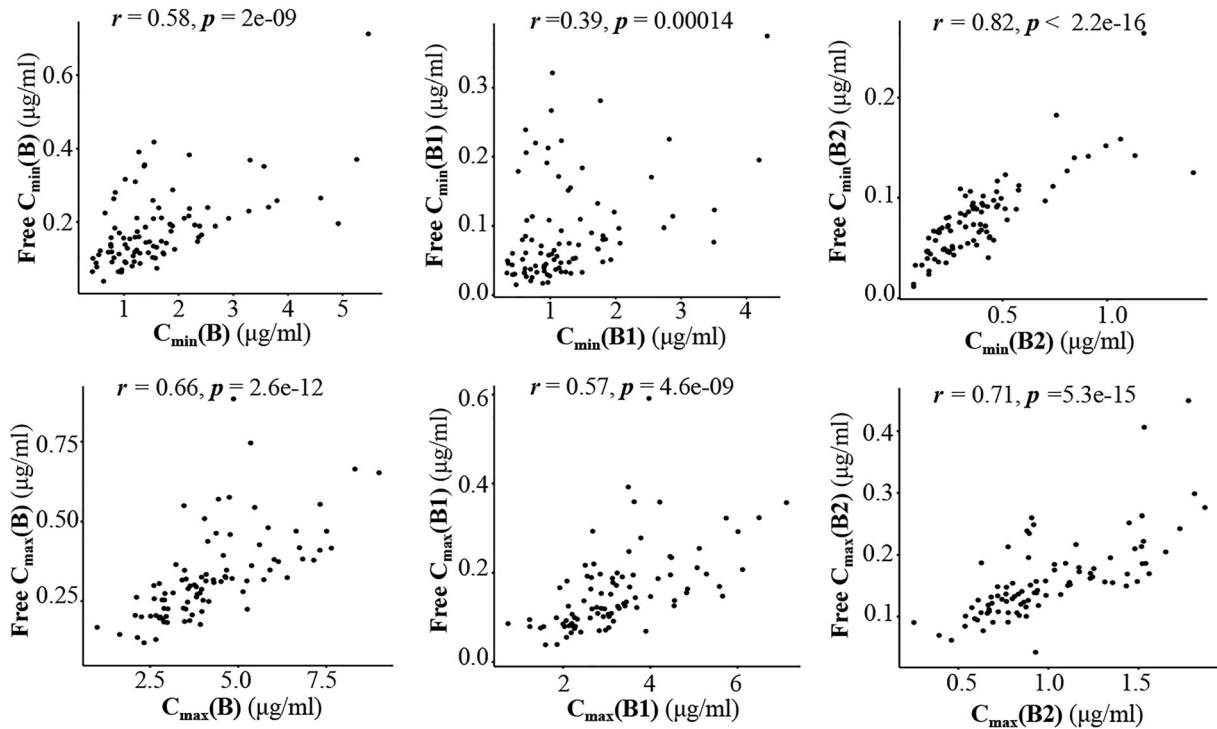 r = 0.58, p = 2e-09
Free Cmin(B) (μg/ml)
0.6
0.4
0.2
1 2 3 4 5
Cmin(B) (μg/ml)
r =0.39, p = 0.00014
Free Cmin(B1) (μg/ml)
0.3
0.2
0.1
0.0
1 2 3 4
Cmin(B1) (μg/ml)
r = 0.82, p < 2.2e-16
Free Cmin(B2) (μg/ml)
0.2
0.1
0.0
0.5 1.0
Cmin(B2) (μg/ml)
r = 0.66, p = 2.6e-12
Free Cmax(B) (μg/ml)
0.75
0.50
0.25
2.5 5.0 7.5
Cmax(B) (μg/ml)
r = 0.57, p = 4.6e-09
Free Cmax(B1) (μg/ml)
0.6
0.4
0.2
0.0
2 4 6
Cmax(B1) (μg/ml)
r = 0.71, p =5.3e-15
Free Cmax(B2) (μg/ml)
0.4
0.3
0.2
0.1
0.5 1.0 1.5
Cmax(B2) (μg/ml)